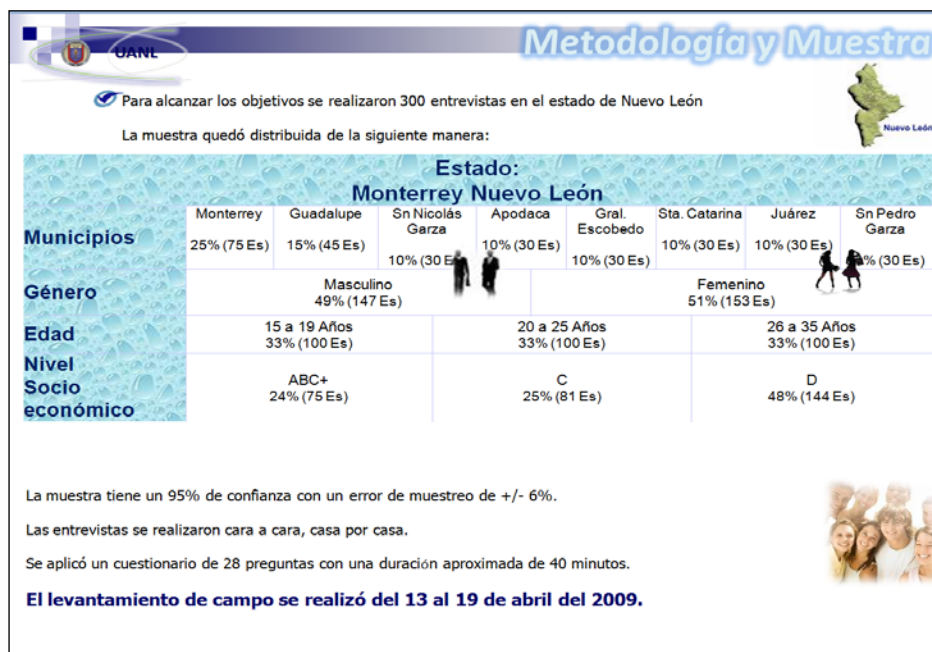 UANL
Metodología y Muestra
Para alcanzar los objetivos se realizaron 300 entrevistas en el estado de Nuevo León
Nuevo León
La muestra quedó distribuida de la siguiente manera:
Estado:
Monterrey Nuevo León
Municipios
Monterrey
25% (75 Es)
Guadalupe
15% (45 Es)
Sn Nicolás
Garza
10% (30 E
Apodaca
10% (30 Es)
Gral.
Escobedo
10% (30 Es)
Sta. Catarina
10% (30 Es)
Juárez
10% (30 Es)
Sn Pedro
Garza
% (30 Es)
Género
Masculino
49% (147 Es)
Femenino
51% (153 Es)
Edad
15 a 19 Años
33% (100 Es)
20 a 25 Años
33% (100 Es)
26 a 35 Años
33% (100 Es)
Nivel
Socio
económico
ABC+
24% (75 Es)
C
25% (81 Es)
D
48% (144 Es)
La muestra tiene un 95% de confianza con un error de muestreo de +/- 6%.
Las entrevistas se realizaron cara a cara, casa por casa.
Se aplicó un cuestionario de 28 preguntas con una duración aproximada de 40 minutos.
El levantamiento de campo se realizó del 13 al 19 de abril del 2009.